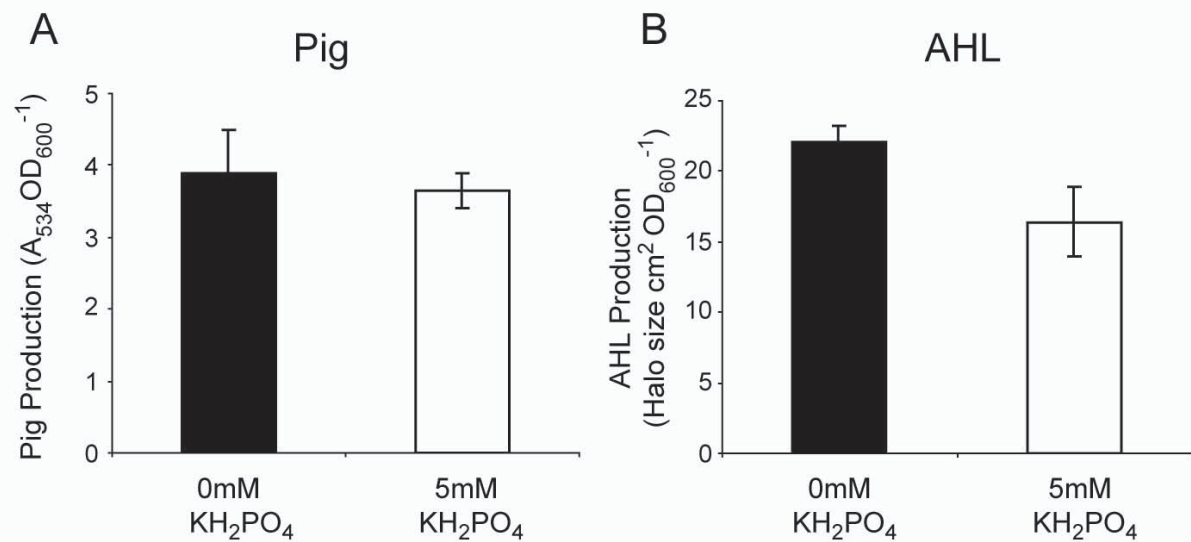 A
Pig
Pig Production (A534OD600-1)
5
4
3
2
1
0
0mM
KH2PO4
5mM
KH2PO4
B
AHL
AHL Production
(Halo size cm2 OD600-1)
25
20
15
10
5
0
0mM
KH2PO4
5mM
KH2PO4